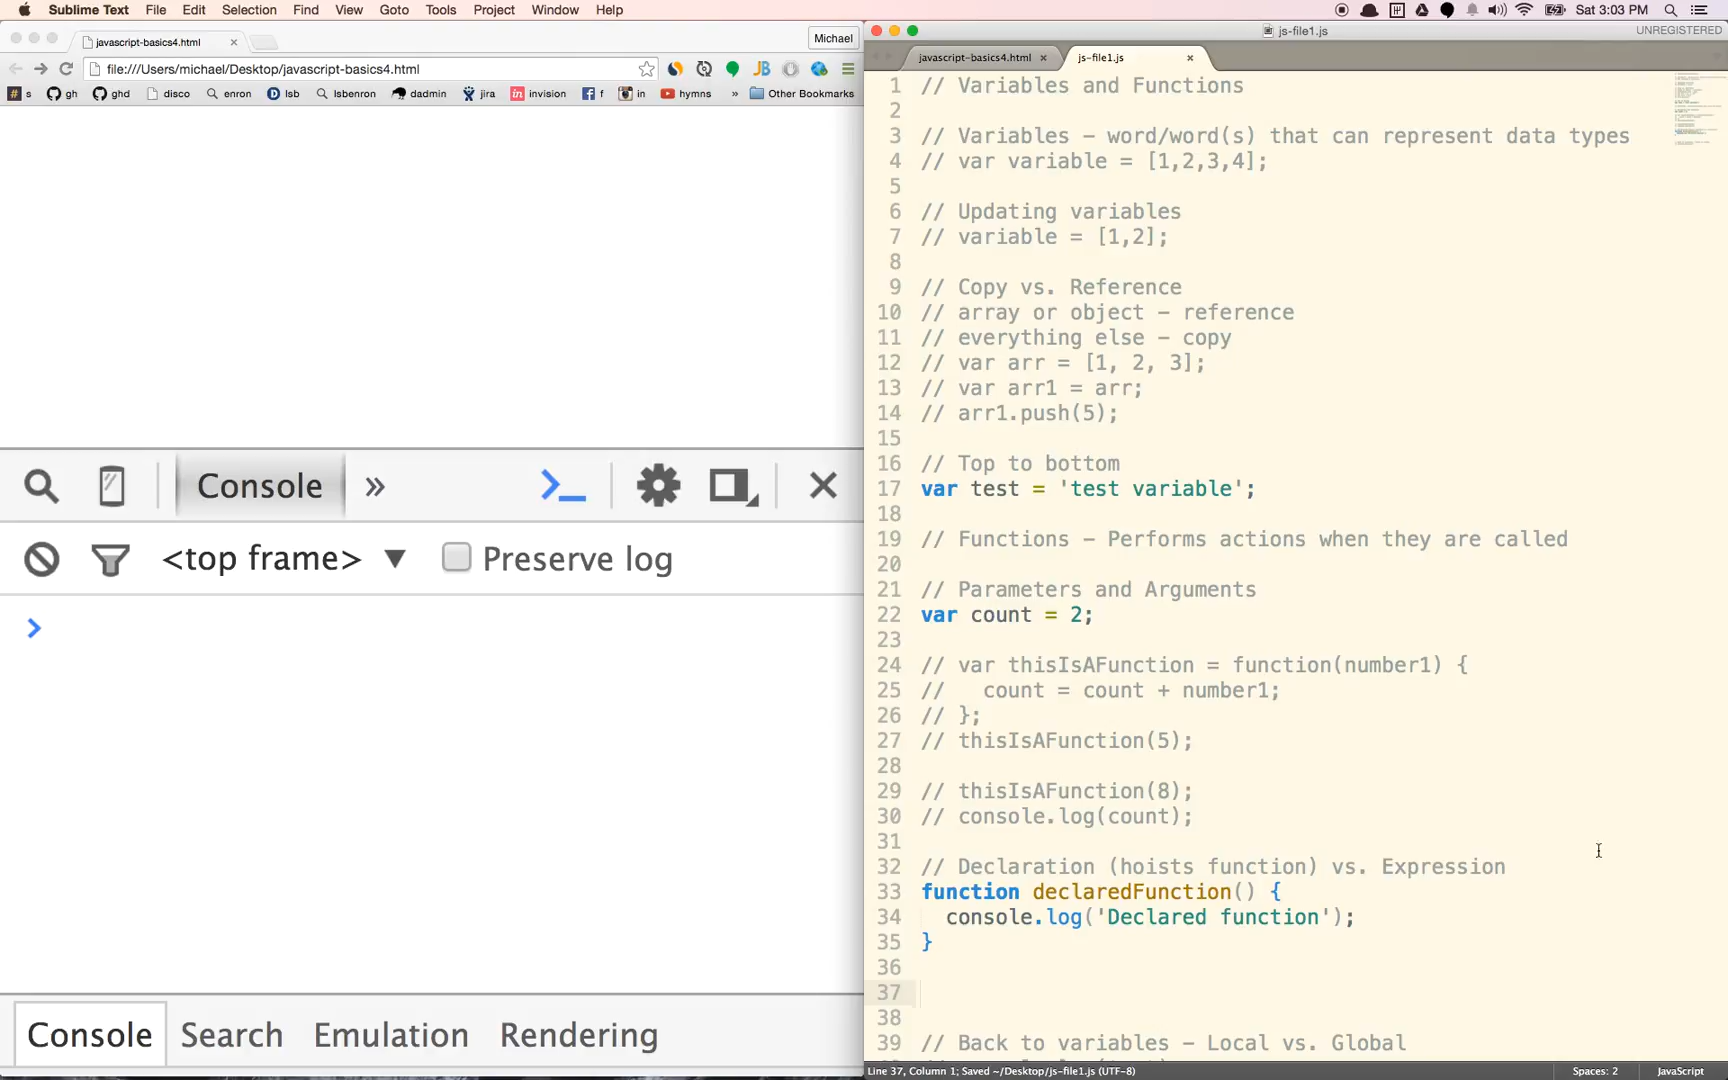 Sublime Text File Edit Selection Find View Goto Tools Project Window Help Sat 3:03 PM
javascript-basics4.html Michael
file:///Users/michael/Desktop/javascript-basics4.html JB
# s gh ghd disco enron D lsb lsbenron dadmin jira in invision f f in hymns » Other Bookmarks
Console »
<top frame> ▼ Preserve log
>
Console Search Emulation Rendering
js-file1.js UNREGISTERED
javascript-basics4.html js-file1.js
1 // Variables and Functions
2
3 // Variables – word/word(s) that can represent data types
4 // var variable = [1,2,3,4];
5
6 // Updating variables
7 // variable = [1,2];
8
9 // Copy vs. Reference
10 // array or object – reference
11 // everything else – copy
12 // var arr = [1, 2, 3];
13 // var arr1 = arr;
14 // arr1.push(5);
15
16 // Top to bottom
17 var test = 'test variable';
18
19 // Functions – Performs actions when they are called
20
21 // Parameters and Arguments
22 var count = 2;
23
24 // var thisIsAFunction = function(number1) {
25 //   count = count + number1;
26 // };
27 // thisIsAFunction(5);
28
29 // thisIsAFunction(8);
30 // console.log(count);
31
32 // Declaration (hoists function) vs. Expression
33 function declaredFunction() {
34   console.log('Declared function');
35 }
36
37
38
39 // Back to variables – Local vs. Global
Line 37, Column 1; Saved ~/Desktop/js-file1.js (UTF-8) Spaces: 2 JavaScript